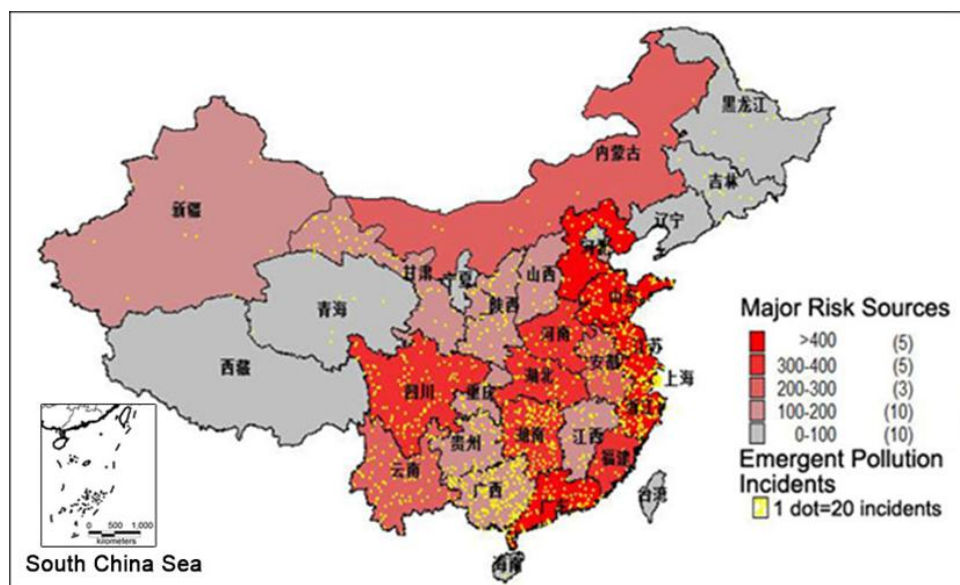 黑龙江
内蒙古
吉林
新疆
辽宁
甘肃
宁夏
山西
青海
陕西
山东
河南
江苏
西藏
安徽
上海
四川
重庆
湖北
浙江
贵州
湖南
江西
云南
福建
广西
广东
台湾
海南
Major Risk Sources
>400 (5)
300-400 (5)
200-300 (3)
100-200 (10)
0-100 (10)
Emergent Pollution
Incidents
1 dot=20 incidents
0 500 1,000
kilometers
South China Sea